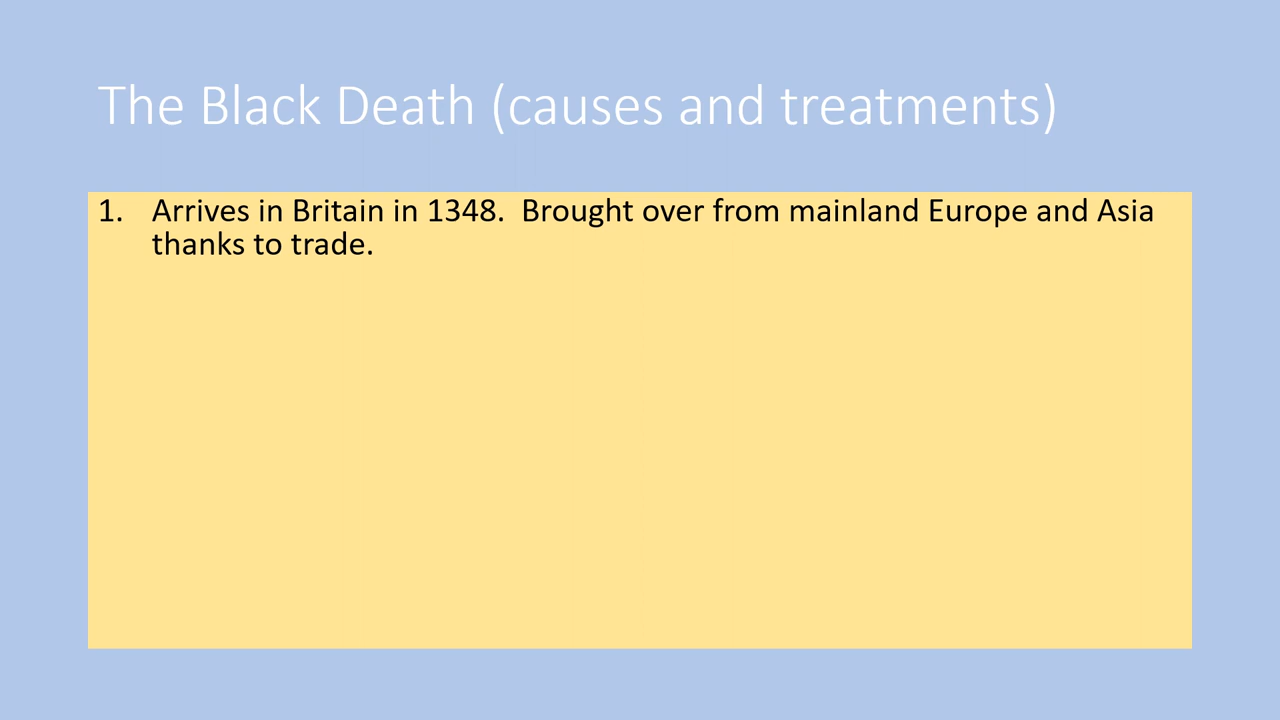 The Black Death (causes and treatments)
1. Arrives in Britain in 1348.  Brought over from mainland Europe and Asia
thanks to trade.